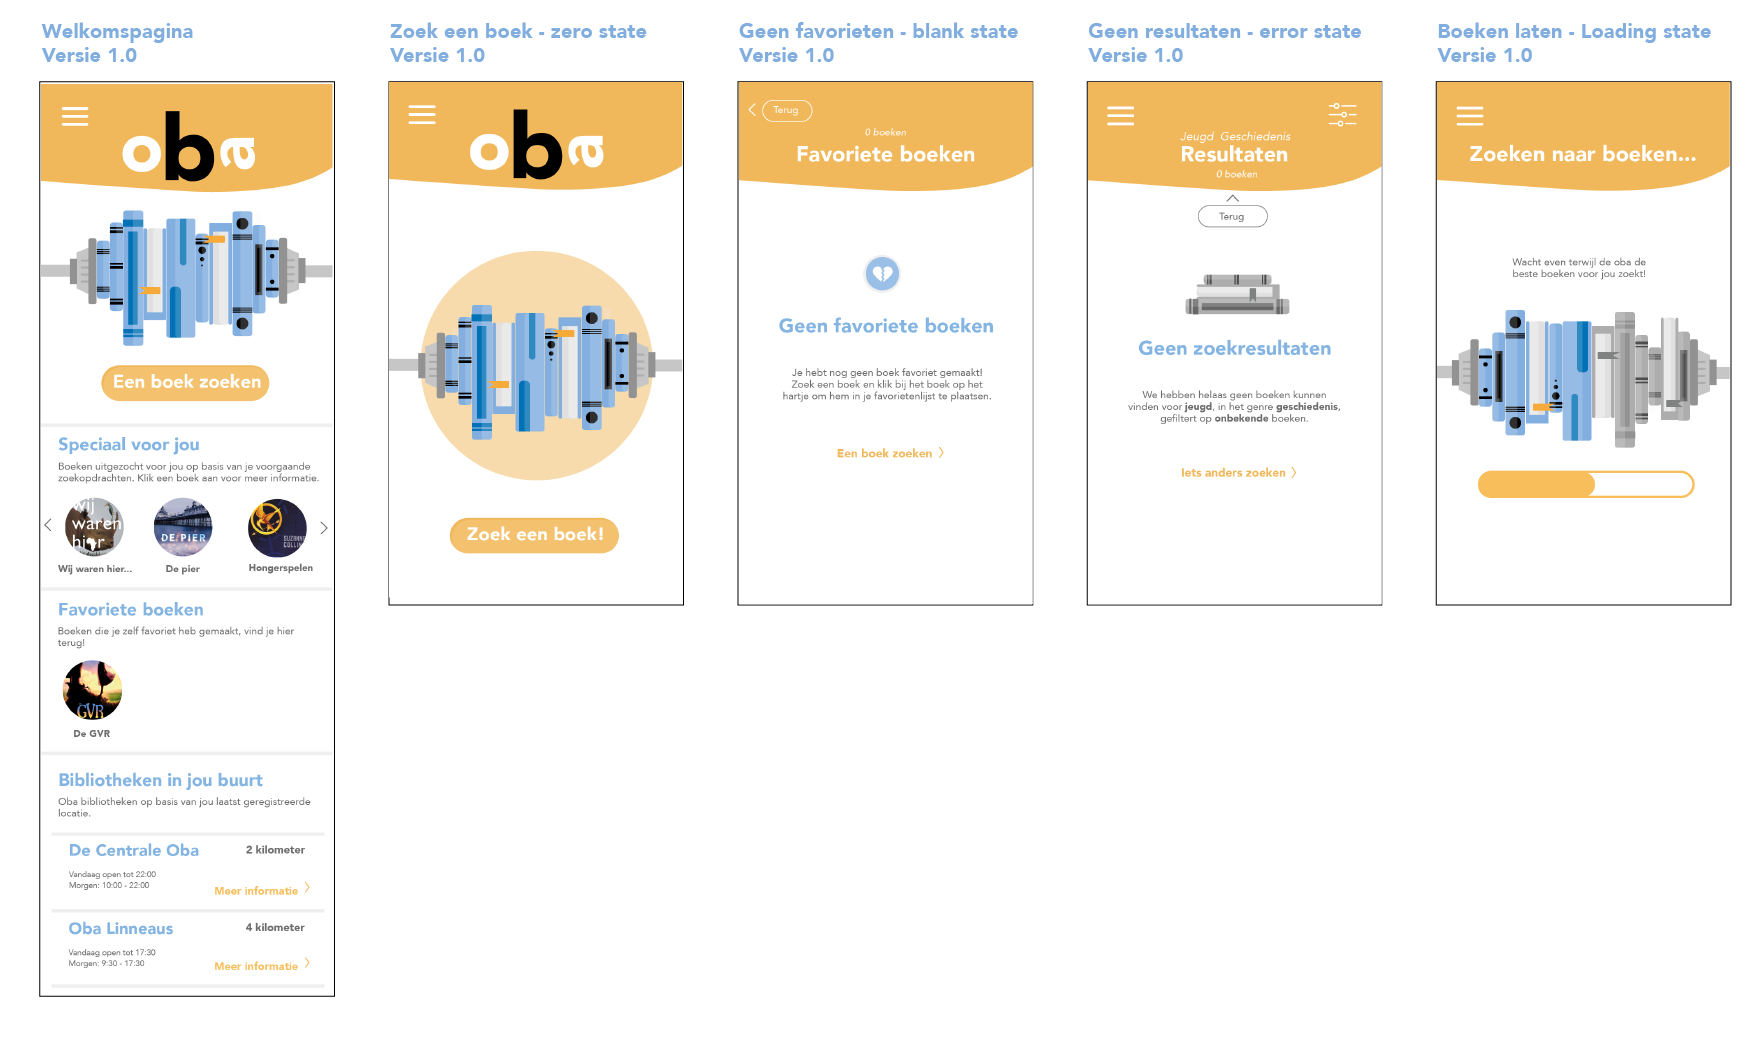 Welkomspagina
Versie 1.0
oba
Een boek zoeken
Speciaal voor jou
Boeken uitgezocht voor jou op basis van je voorgaande
zoekopdrachten. Klik een boek aan voor meer informatie.
wij
waren
hier
DE PIER
SUZANNE
COLLIN
Wij waren hier...
De pier
Hongerspelen
Favoriete boeken
Boeken die je zelf favoriet heb gemaakt, vind je hier
terug!
GVR
De GVR
Bibliotheken in jou buurt
Oba bibliotheken op basis van jou laatst geregistreerde
locatie.
De Centrale Oba
2 kilometer
Vandaag open tot 22:00
Morgen: 10:00 - 22:00
Meer informatie
Oba Linneaus
4 kilometer
Vandaag open tot 17:30
Morgen: 9:30 - 17:30
Meer informatie
Zoek een boek - zero state
Versie 1.0
oba
Zoek een boek!
Geen favorieten - blank state
Versie 1.0
Terug
0 boeken
Favoriete boeken
Geen favoriete boeken
Je hebt nog geen boek favoriet gemaakt!
Zoek een boek en klik bij het boek op het
hartje om hem in je favorietenlijst te plaatsen.
Een boek zoeken
Geen resultaten - error state
Versie 1.0
Jeugd Geschiedenis
Resultaten
0 boeken
Terug
Geen zoekresultaten
We hebben helaas geen boeken kunnen
vinden voor jeugd, in het genre geschiedenis,
gefilterd op onbekende boeken.
Iets anders zoeken
Boeken laten - Loading state
Versie 1.0
Zoeken naar boeken...
Wacht even terwijl de oba de
beste boeken voor jou zoekt!